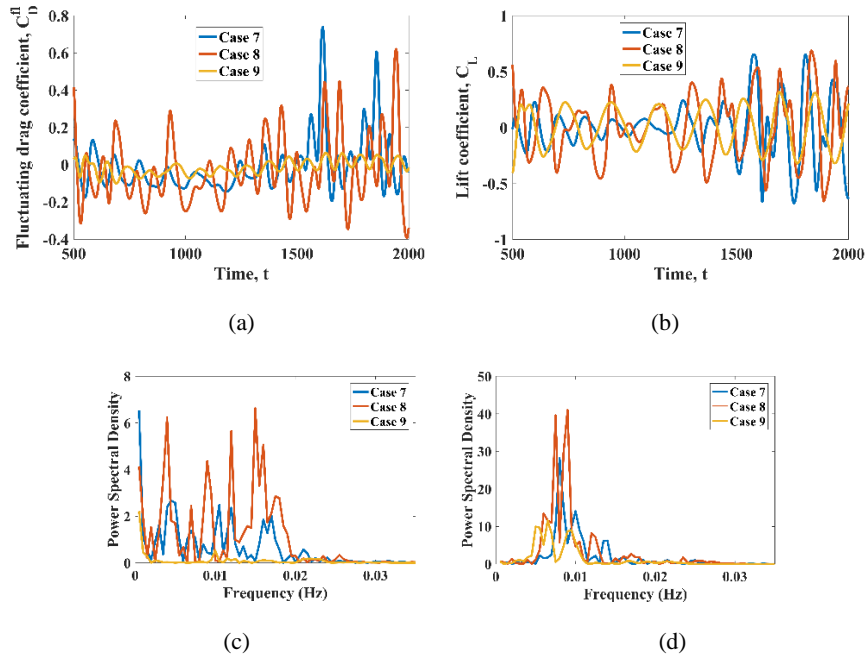 Fluctuating drag coefficient, C_D^fl
0.8
0.6
0.4
0.2
0
-0.2
-0.4
500
1000
1500
2000
Time, t
Case 7
Case 8
Case 9
(a)
Lift coefficient, C_L
1
0.5
0
-0.5
-1
500
1000
1500
2000
Time, t
Case 7
Case 8
Case 9
(b)
Power Spectral Density
8
6
4
2
0
0.01
0.02
0.03
Frequency (Hz)
Case 7
Case 8
Case 9
(c)
Power Spectral Density
50
40
30
20
10
0
0
0.01
0.02
0.03
Frequency (Hz)
Case 7
Case 8
Case 9
(d)